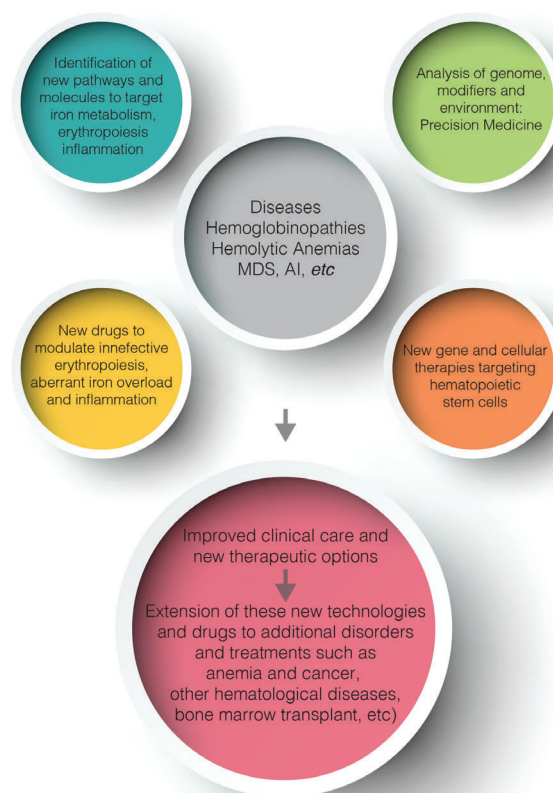 Identification of
new pathways and
molecules to target
iron metabolism,
erythropoiesis
inflammation
Analysis of genome,
modifiers and
environment:
Precision Medicine
Diseases
Hemoglobinopathies
Hemolytic Anemias
MDS, AI, etc
New drugs to
modulate innefective
erythropoiesis,
aberrant iron overload
and inflammation
New gene and cellular
therapies targeting
hematopoietic
stem cells
Improved clinical care and
new therapeutic options
Extension of these new technologies
and drugs to additional disorders
and treatments such as
anemia and cancer,
other hematological diseases,
bone marrow transplant, etc)